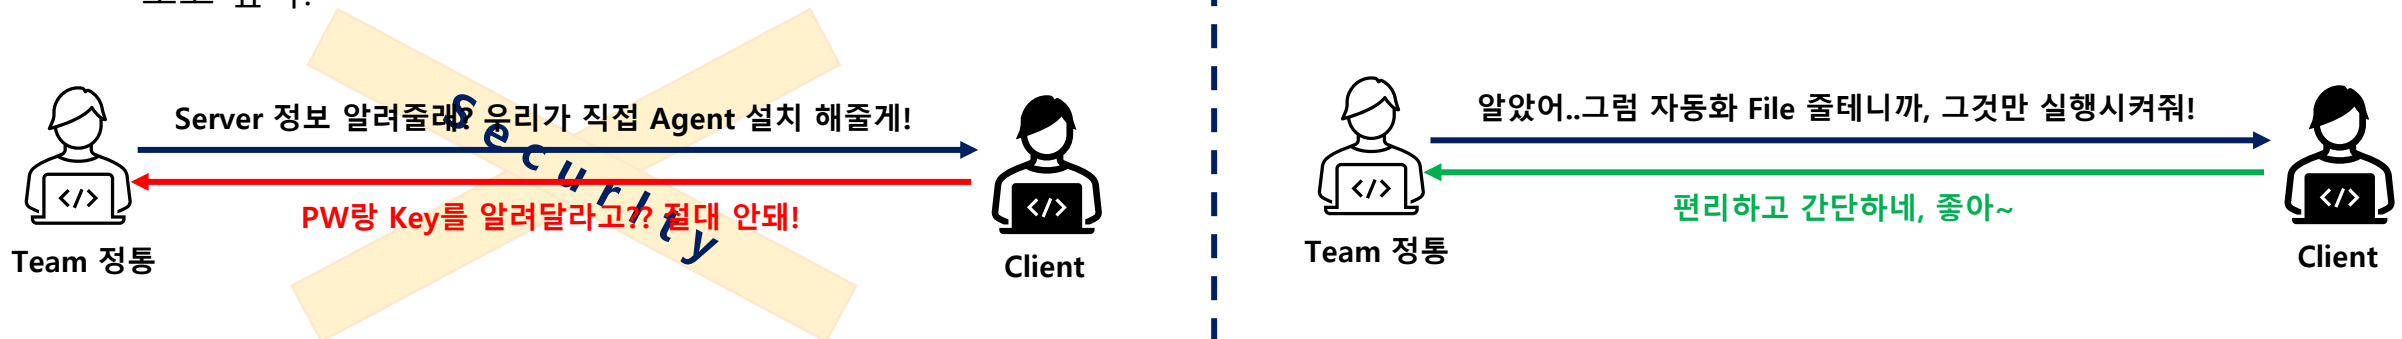 Server 정보 알려줄래? 우리가 직접 Agent 설치 해줄게!
Security
PW랑 Key를 알려달라고?? 절대 안돼!
</>
</>
Team 정통
Client
알았어..그럼 자동화 File 줄테니까, 그것만 실행시켜줘!
</>
</>
편리하고 간단하네, 좋아~
Team 정통
Client